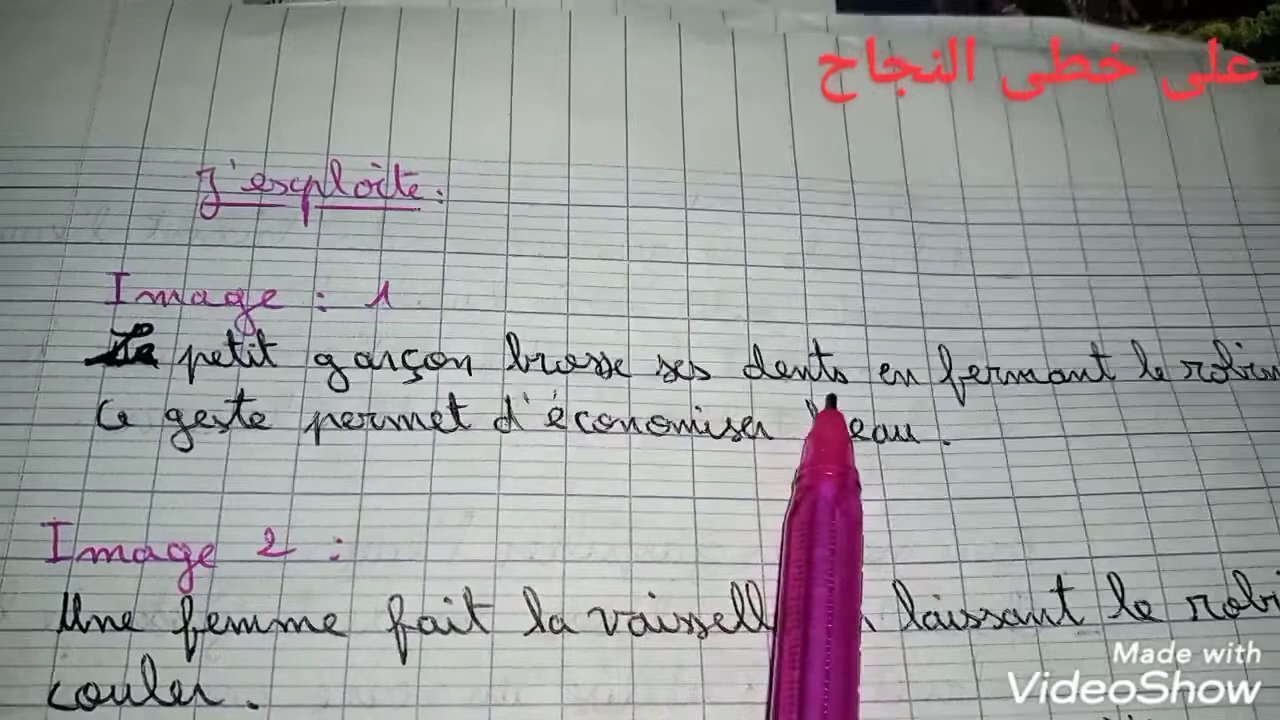 على خطى النجاح
J'exploite:
Image : 1
petit garçon brosse ses dents en fermant le
Ce geste permet d'économiser l'eau.
Image 2 :
Une femme fait la laissant le
couler.
Made with
VideoShow